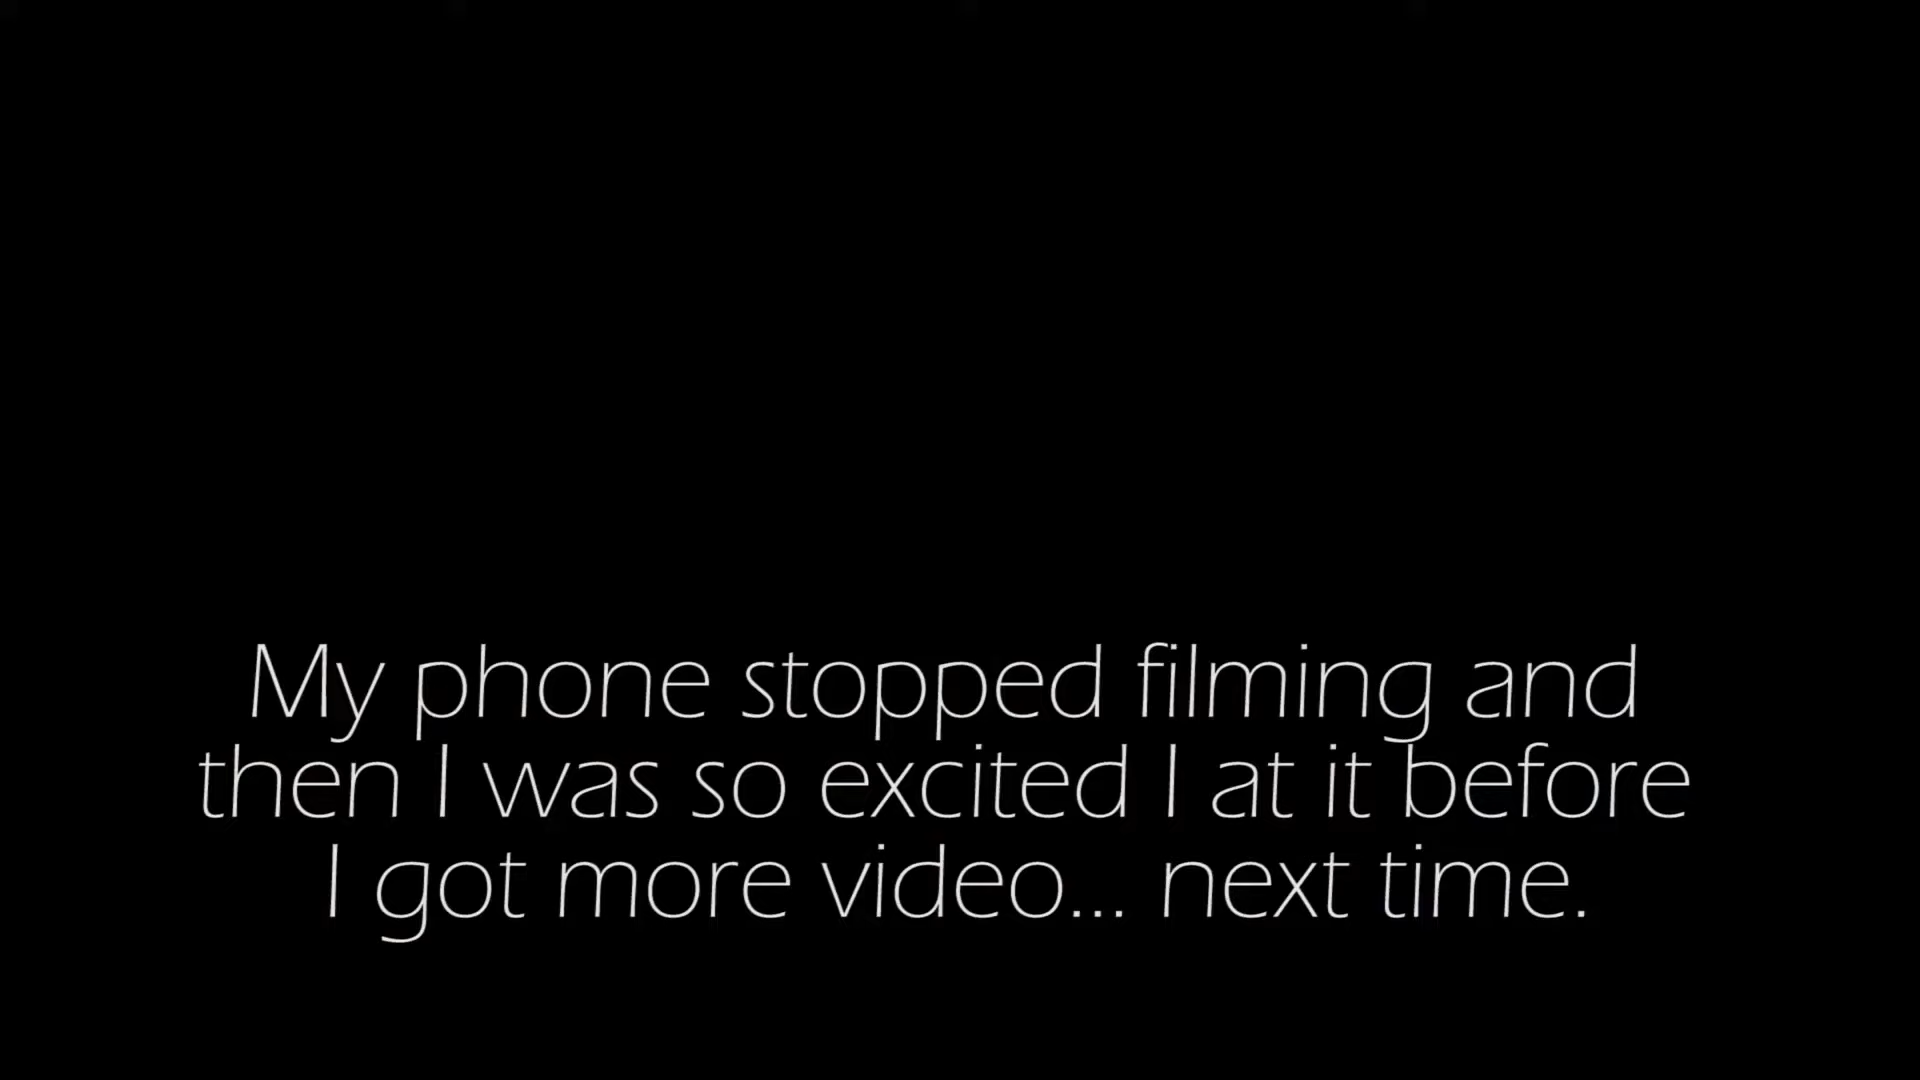 My phone stopped filming and
then I was so excited I at it before
I got more video... next time.